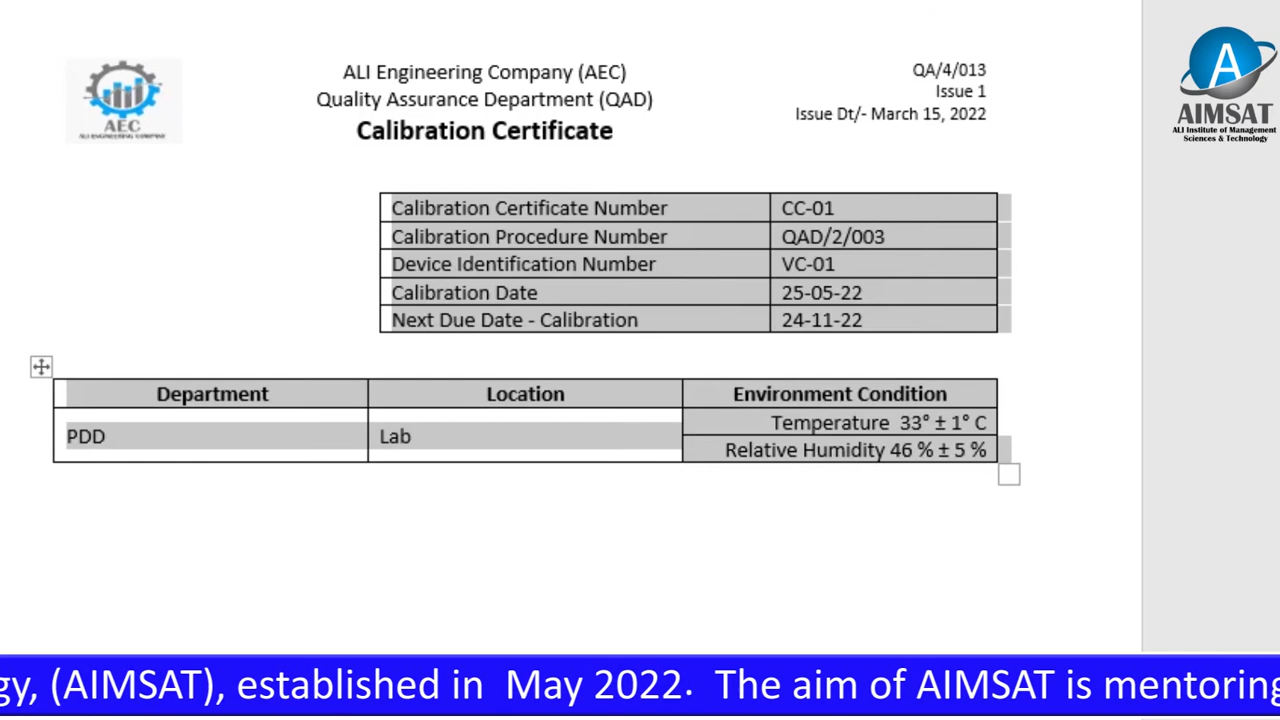 ALI Engineering Company (AEC)
Quality Assurance Department (QAD)
Calibration Certificate
QA/4/013
Issue 1
Issue Dt/- March 15, 2022
AEC
ALI ENGINEERING COMPANY
A
AIMSAT
ALI Institute of Management
Sciences & Technology
Calibration Certificate Number CC-01
Calibration Procedure Number QAD/2/003
Device Identification Number VC-01
Calibration Date 25-05-22
Next Due Date - Calibration 24-11-22
Department Location Environment Condition
Temperature 33° ± 1° C
PDD Lab
Relative Humidity 46 % ± 5 %
gy, (AIMSAT), established in May 2022. The aim of AIMSAT is mentoring